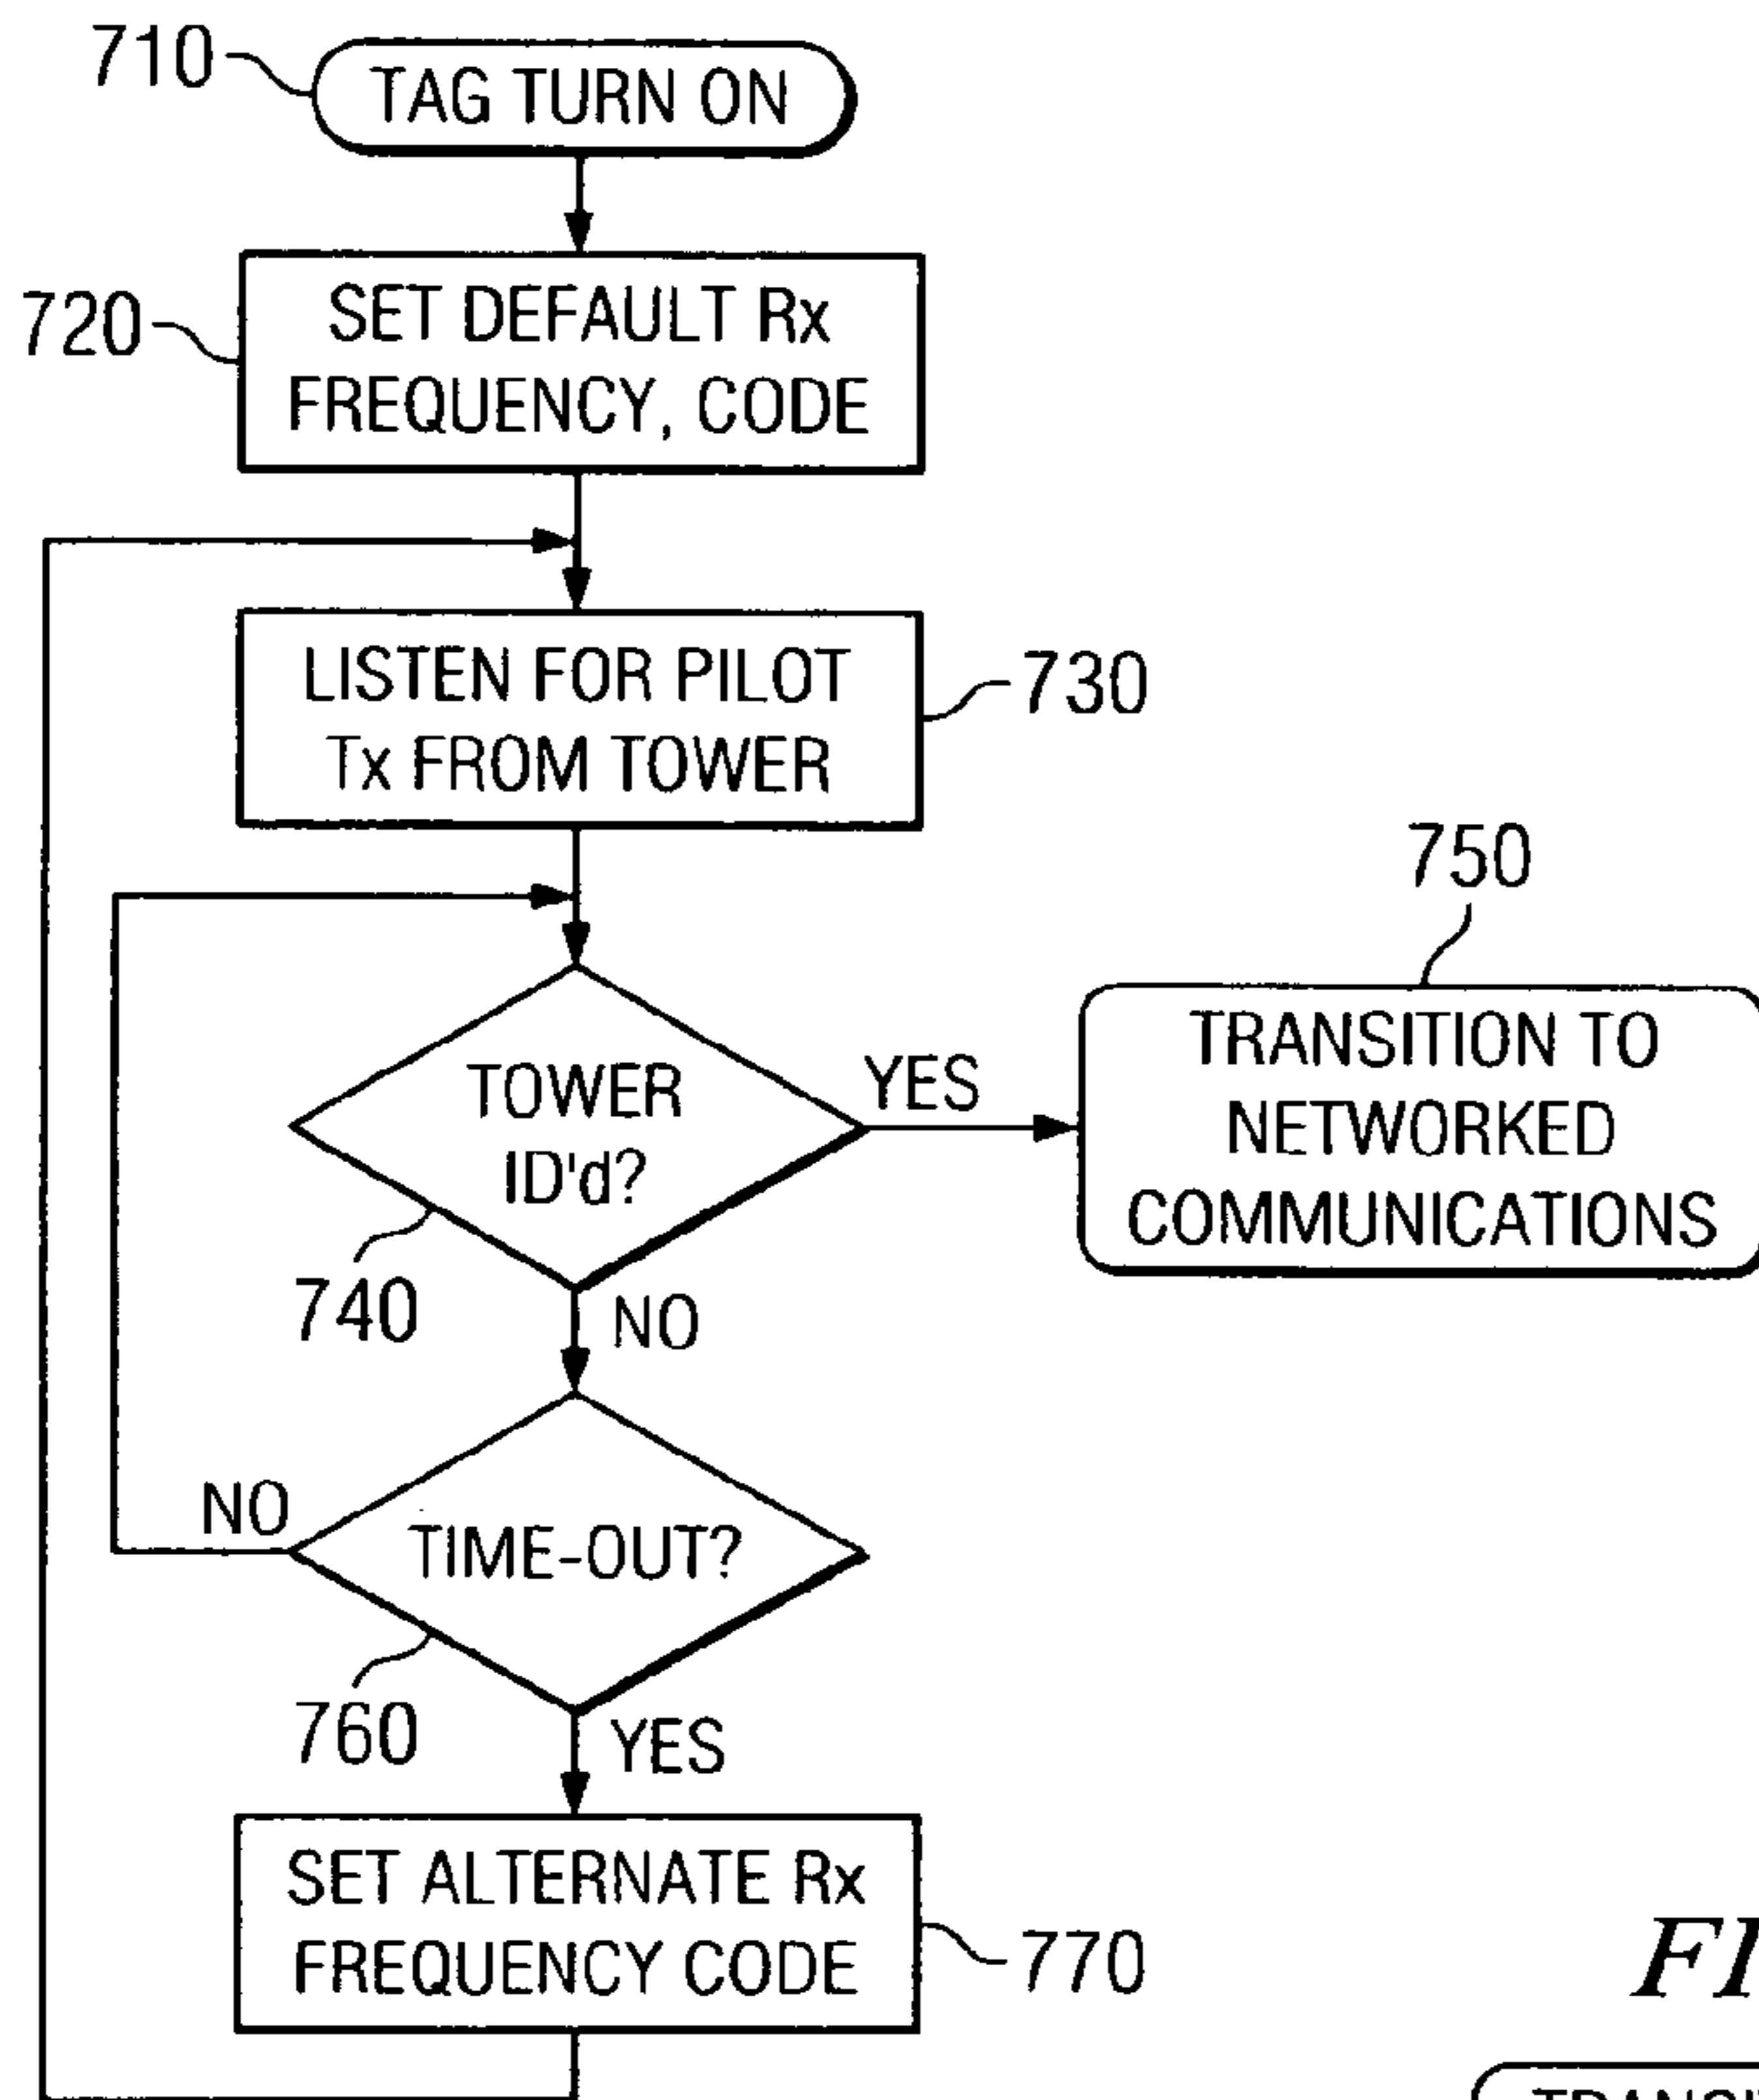 710
TAG TURN ON
720
SET DEFAULT Rx
FREQUENCY, CODE
LISTEN FOR PILOT
Tx FROM TOWER
730
750
TRANSITION TO
NETWORKED
COMMUNICATIONS
TOWER
ID'd?
YES
740
NO
NO
TIME-OUT?
760
YES
SET ALTERNATE Rx
FREQUENCY CODE
770